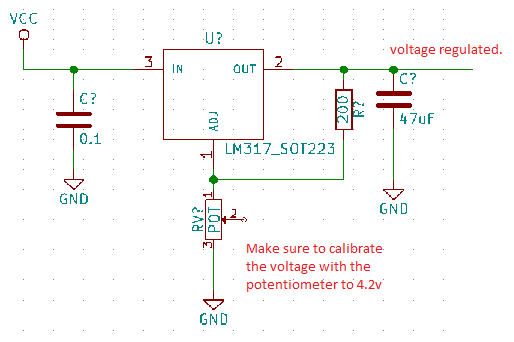 VCC
U?
voltage regulated.
3
IN
OUT
2
C?
0.1
ADJ
1
LM317_SOT223
200
R?
C?
47uF
GND
GND
1
RV?
POT
2
3
Make sure to calibrate
the voltage with the
potentiometer to 4.2v
GND